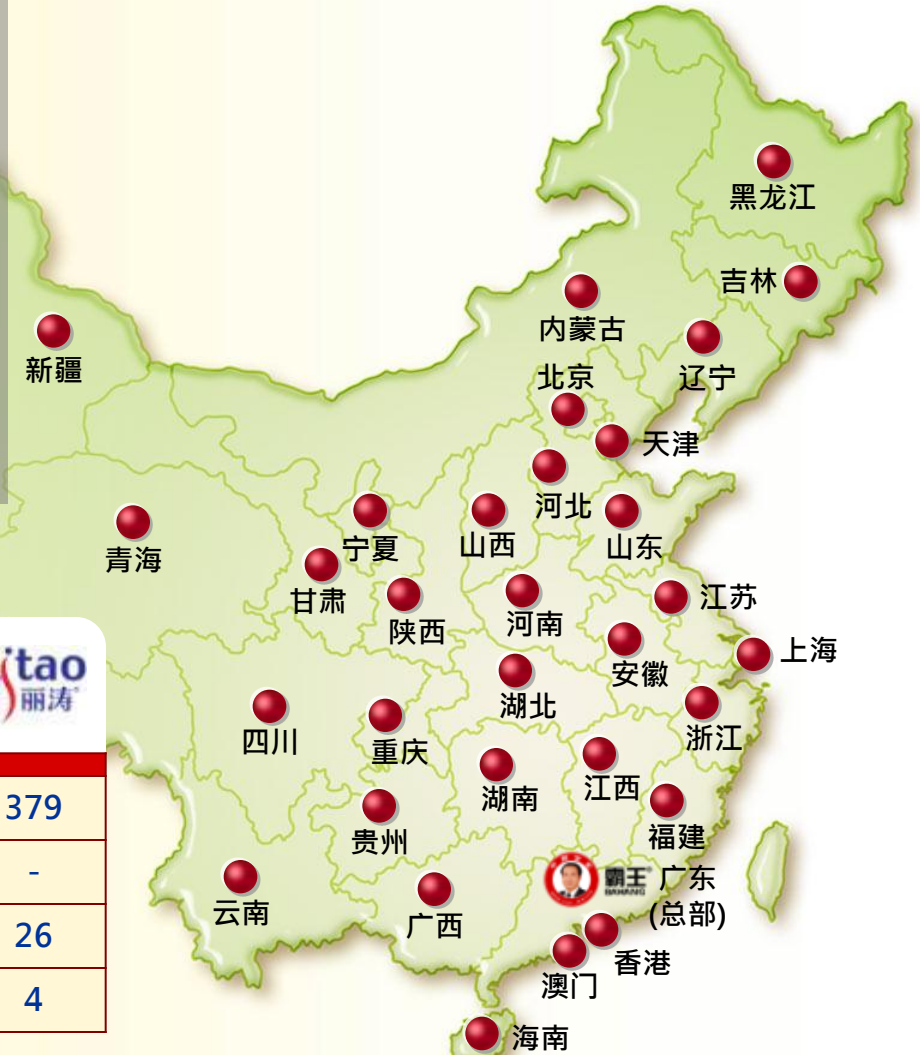 黑龙江
吉林
内蒙古
新疆
辽宁
北京
天津
河北
青海
宁夏
山西
山东
甘肃
陕西
河南
江苏
安徽
上海
湖北
四川
重庆
浙江
湖南
江西
贵州
福建
云南
广西
霸王®
BAWANG
广东
(总部)
香港
澳门
海南
itao
丽涛
379
-
26
4